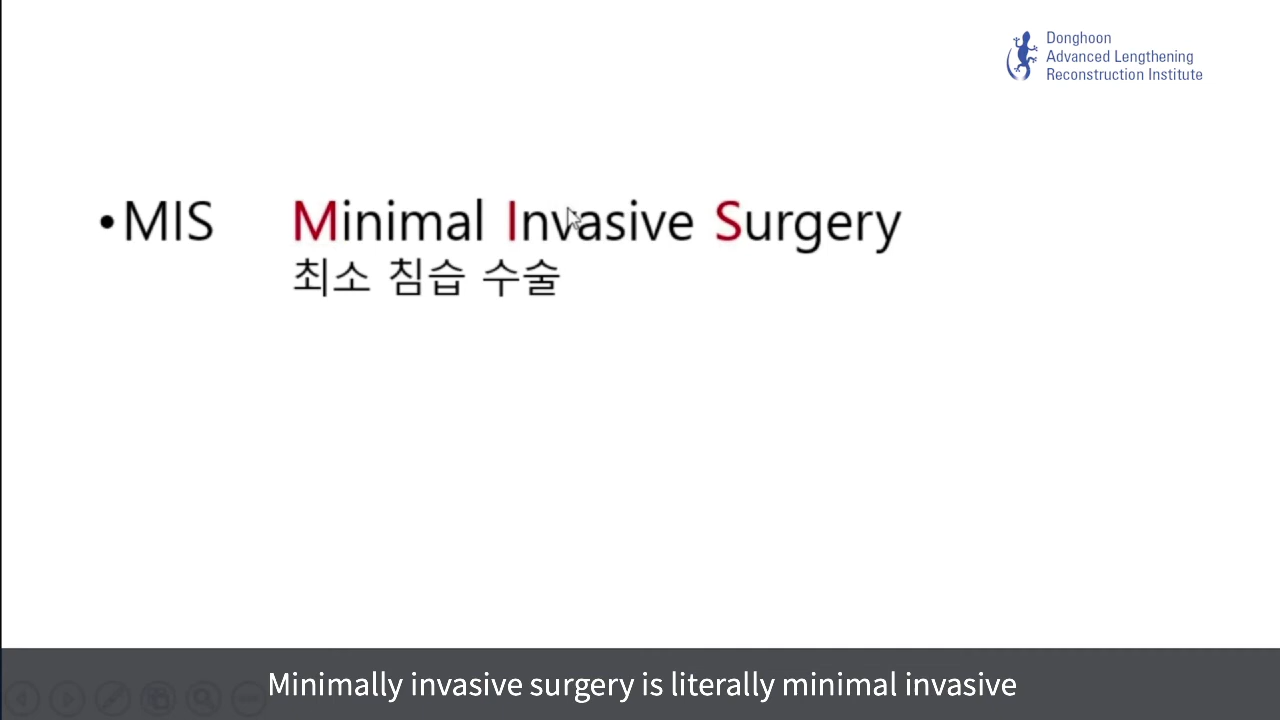 Donghoon
Advanced Lengthening
Reconstruction Institute
•MIS Minimal Invasive Surgery
최소 침습 수술
Minimally invasive surgery is literally minimal invasive